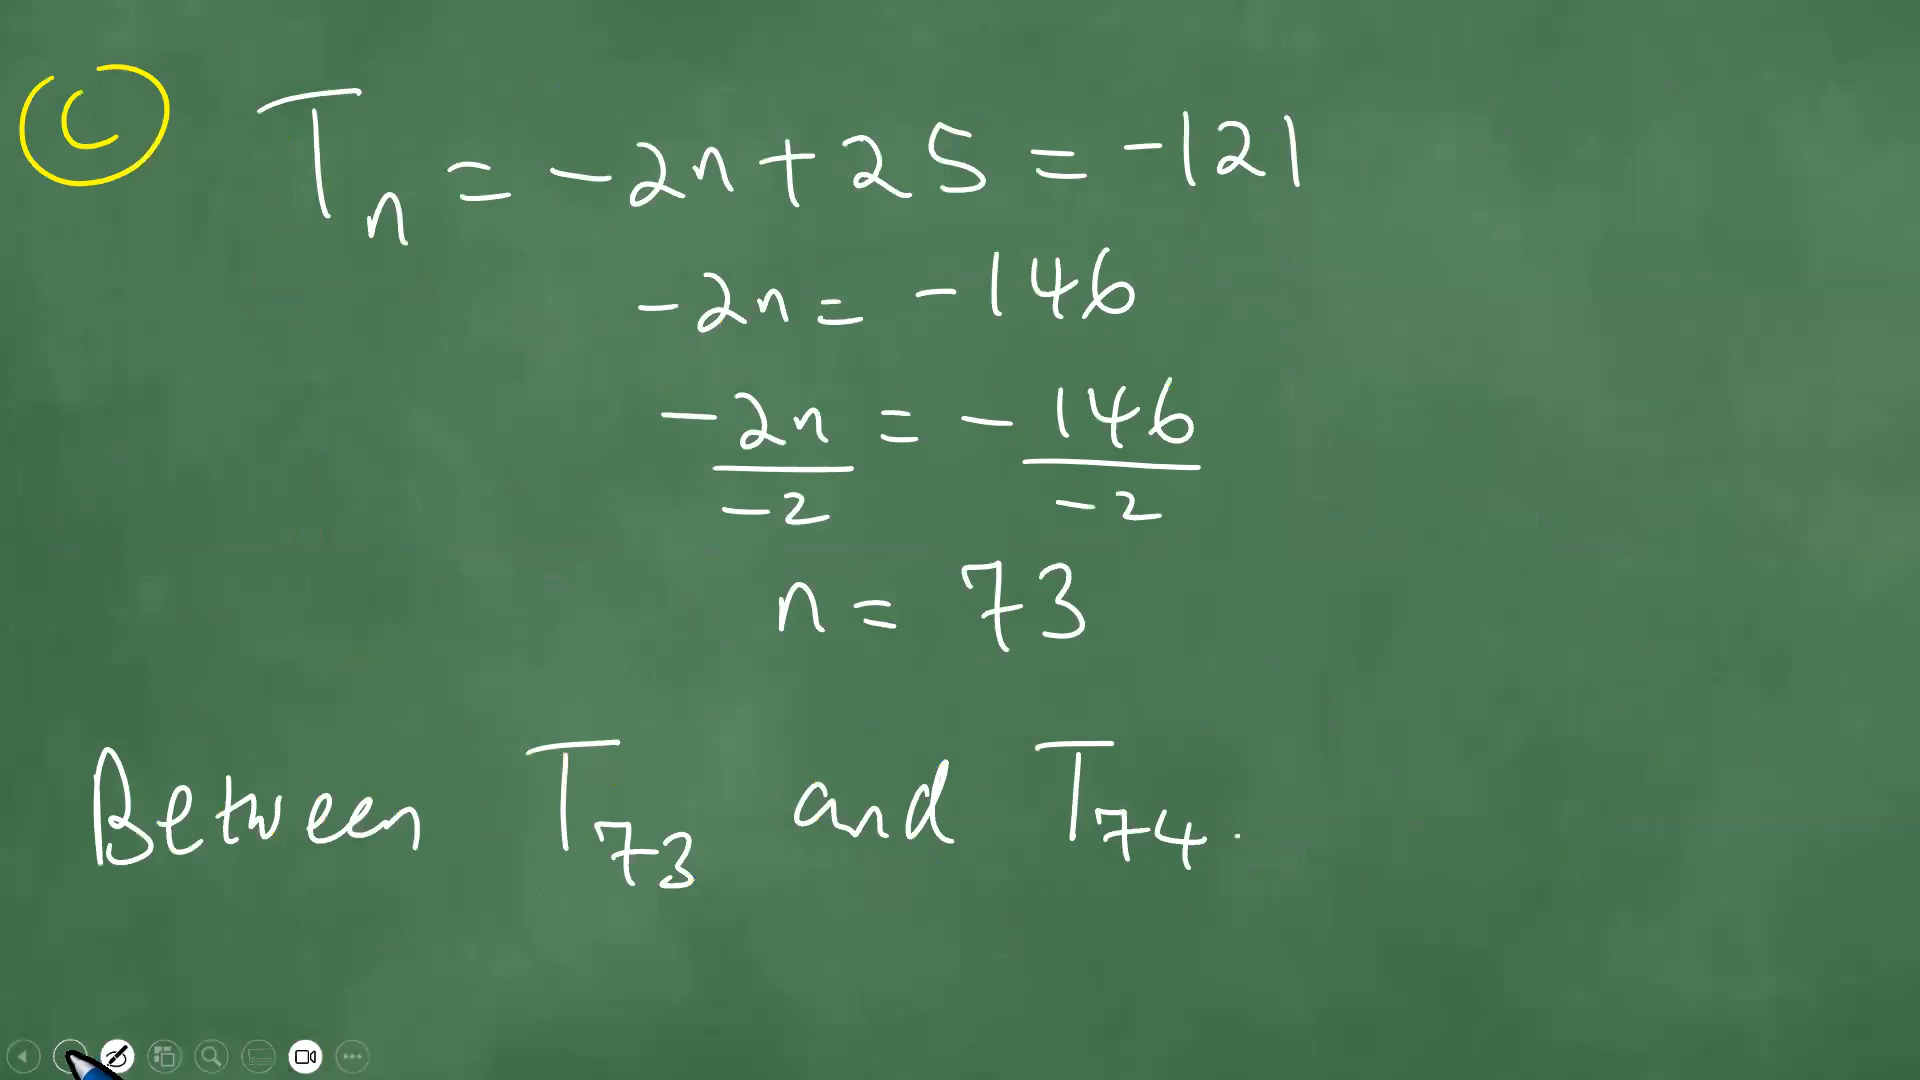 C
Tn = -2n + 25 = -121
-2n = -146
-2n/-2 = -146/-2
n = 73
Between T73 and T74.